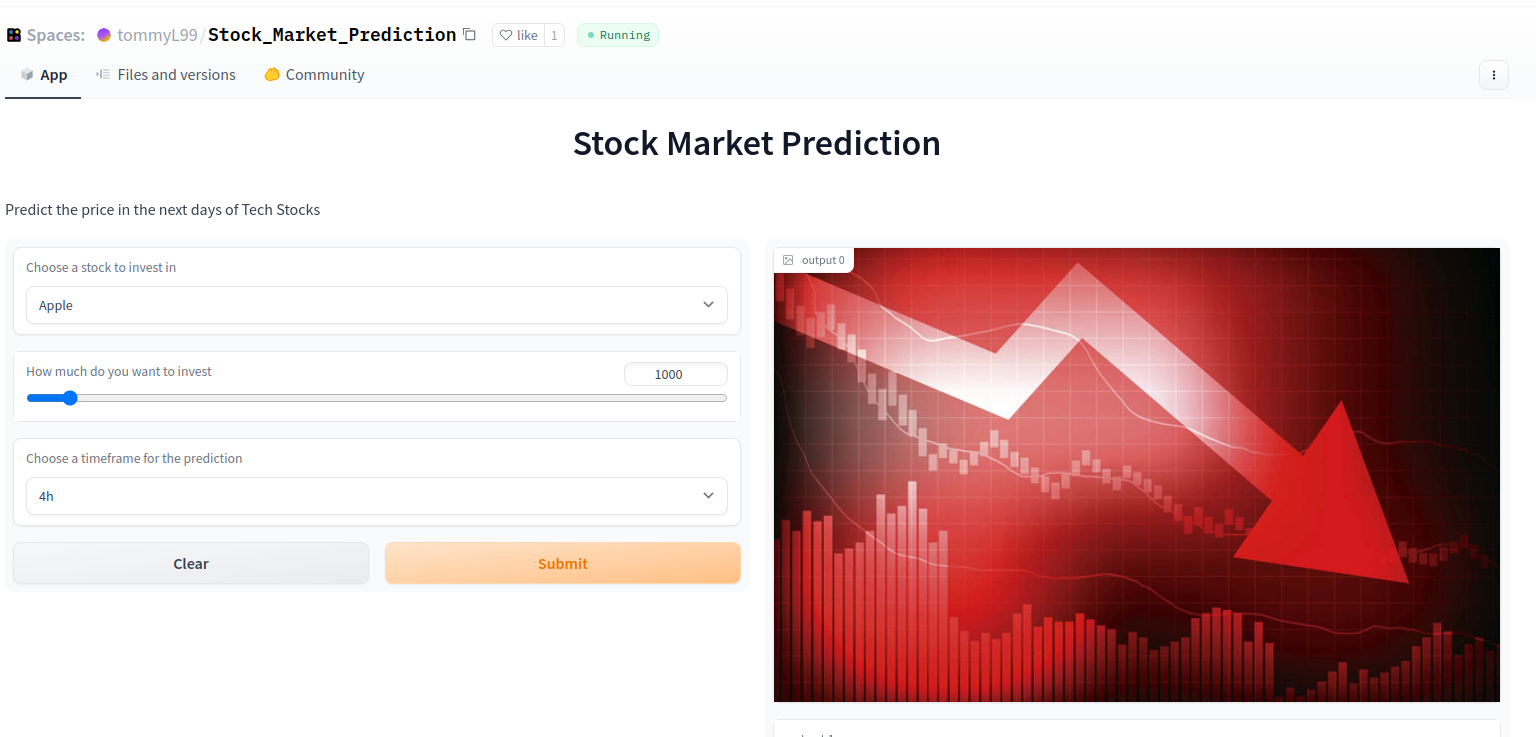 Spaces: tommyL99/Stock_Market_Prediction like 1 Running
App Files and versions Community
Stock Market Prediction
Predict the price in the next days of Tech Stocks
Choose a stock to invest in
Apple
How much do you want to invest
1000
Choose a timeframe for the prediction
4h
Clear Submit
output 0